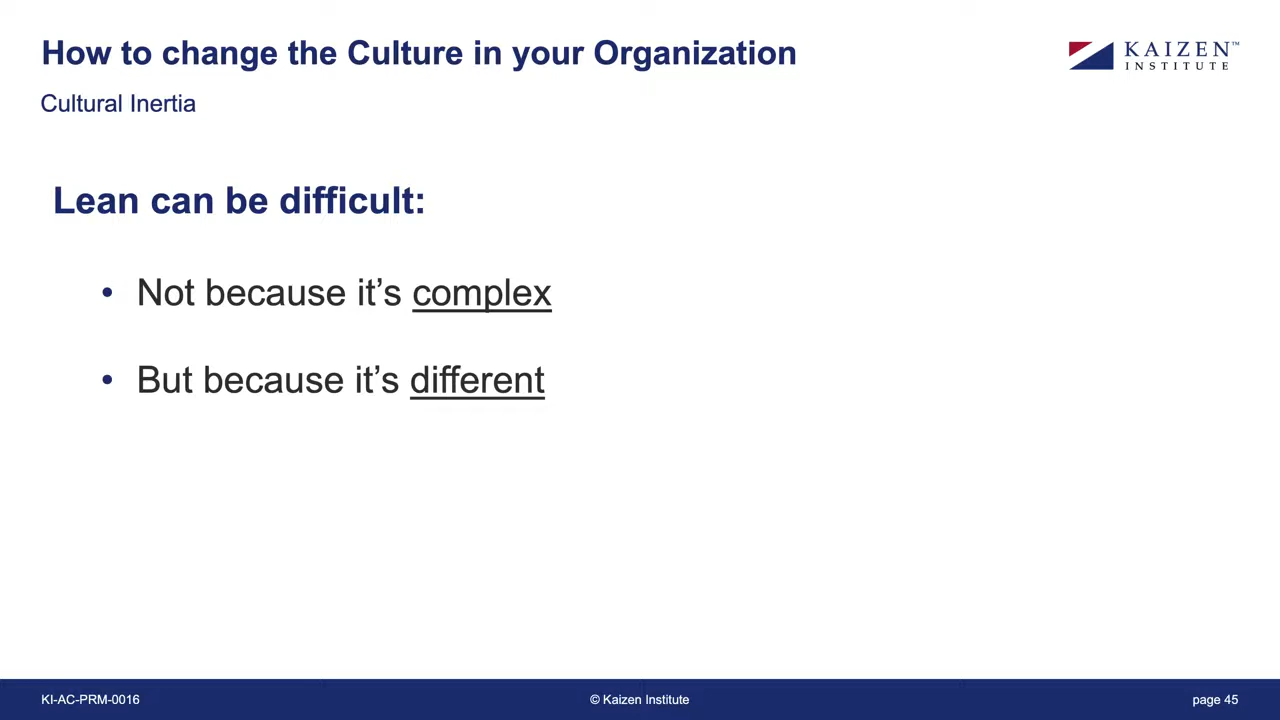 How to change the Culture in your Organization
KAIZEN™
INSTITUTE
Cultural Inertia
Lean can be difficult:
• Not because it’s complex
• But because it’s different
KI-AC-PRM-0016
© Kaizen Institute
page 45